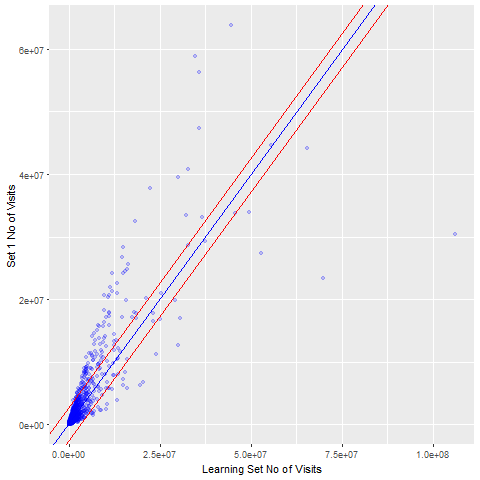 6e+07
4e+07
2e+07
0e+00
Set 1 No of Visits
0.0e+00 2.5e+07 5.0e+07 7.5e+07 1.0e+08
Learning Set No of Visits